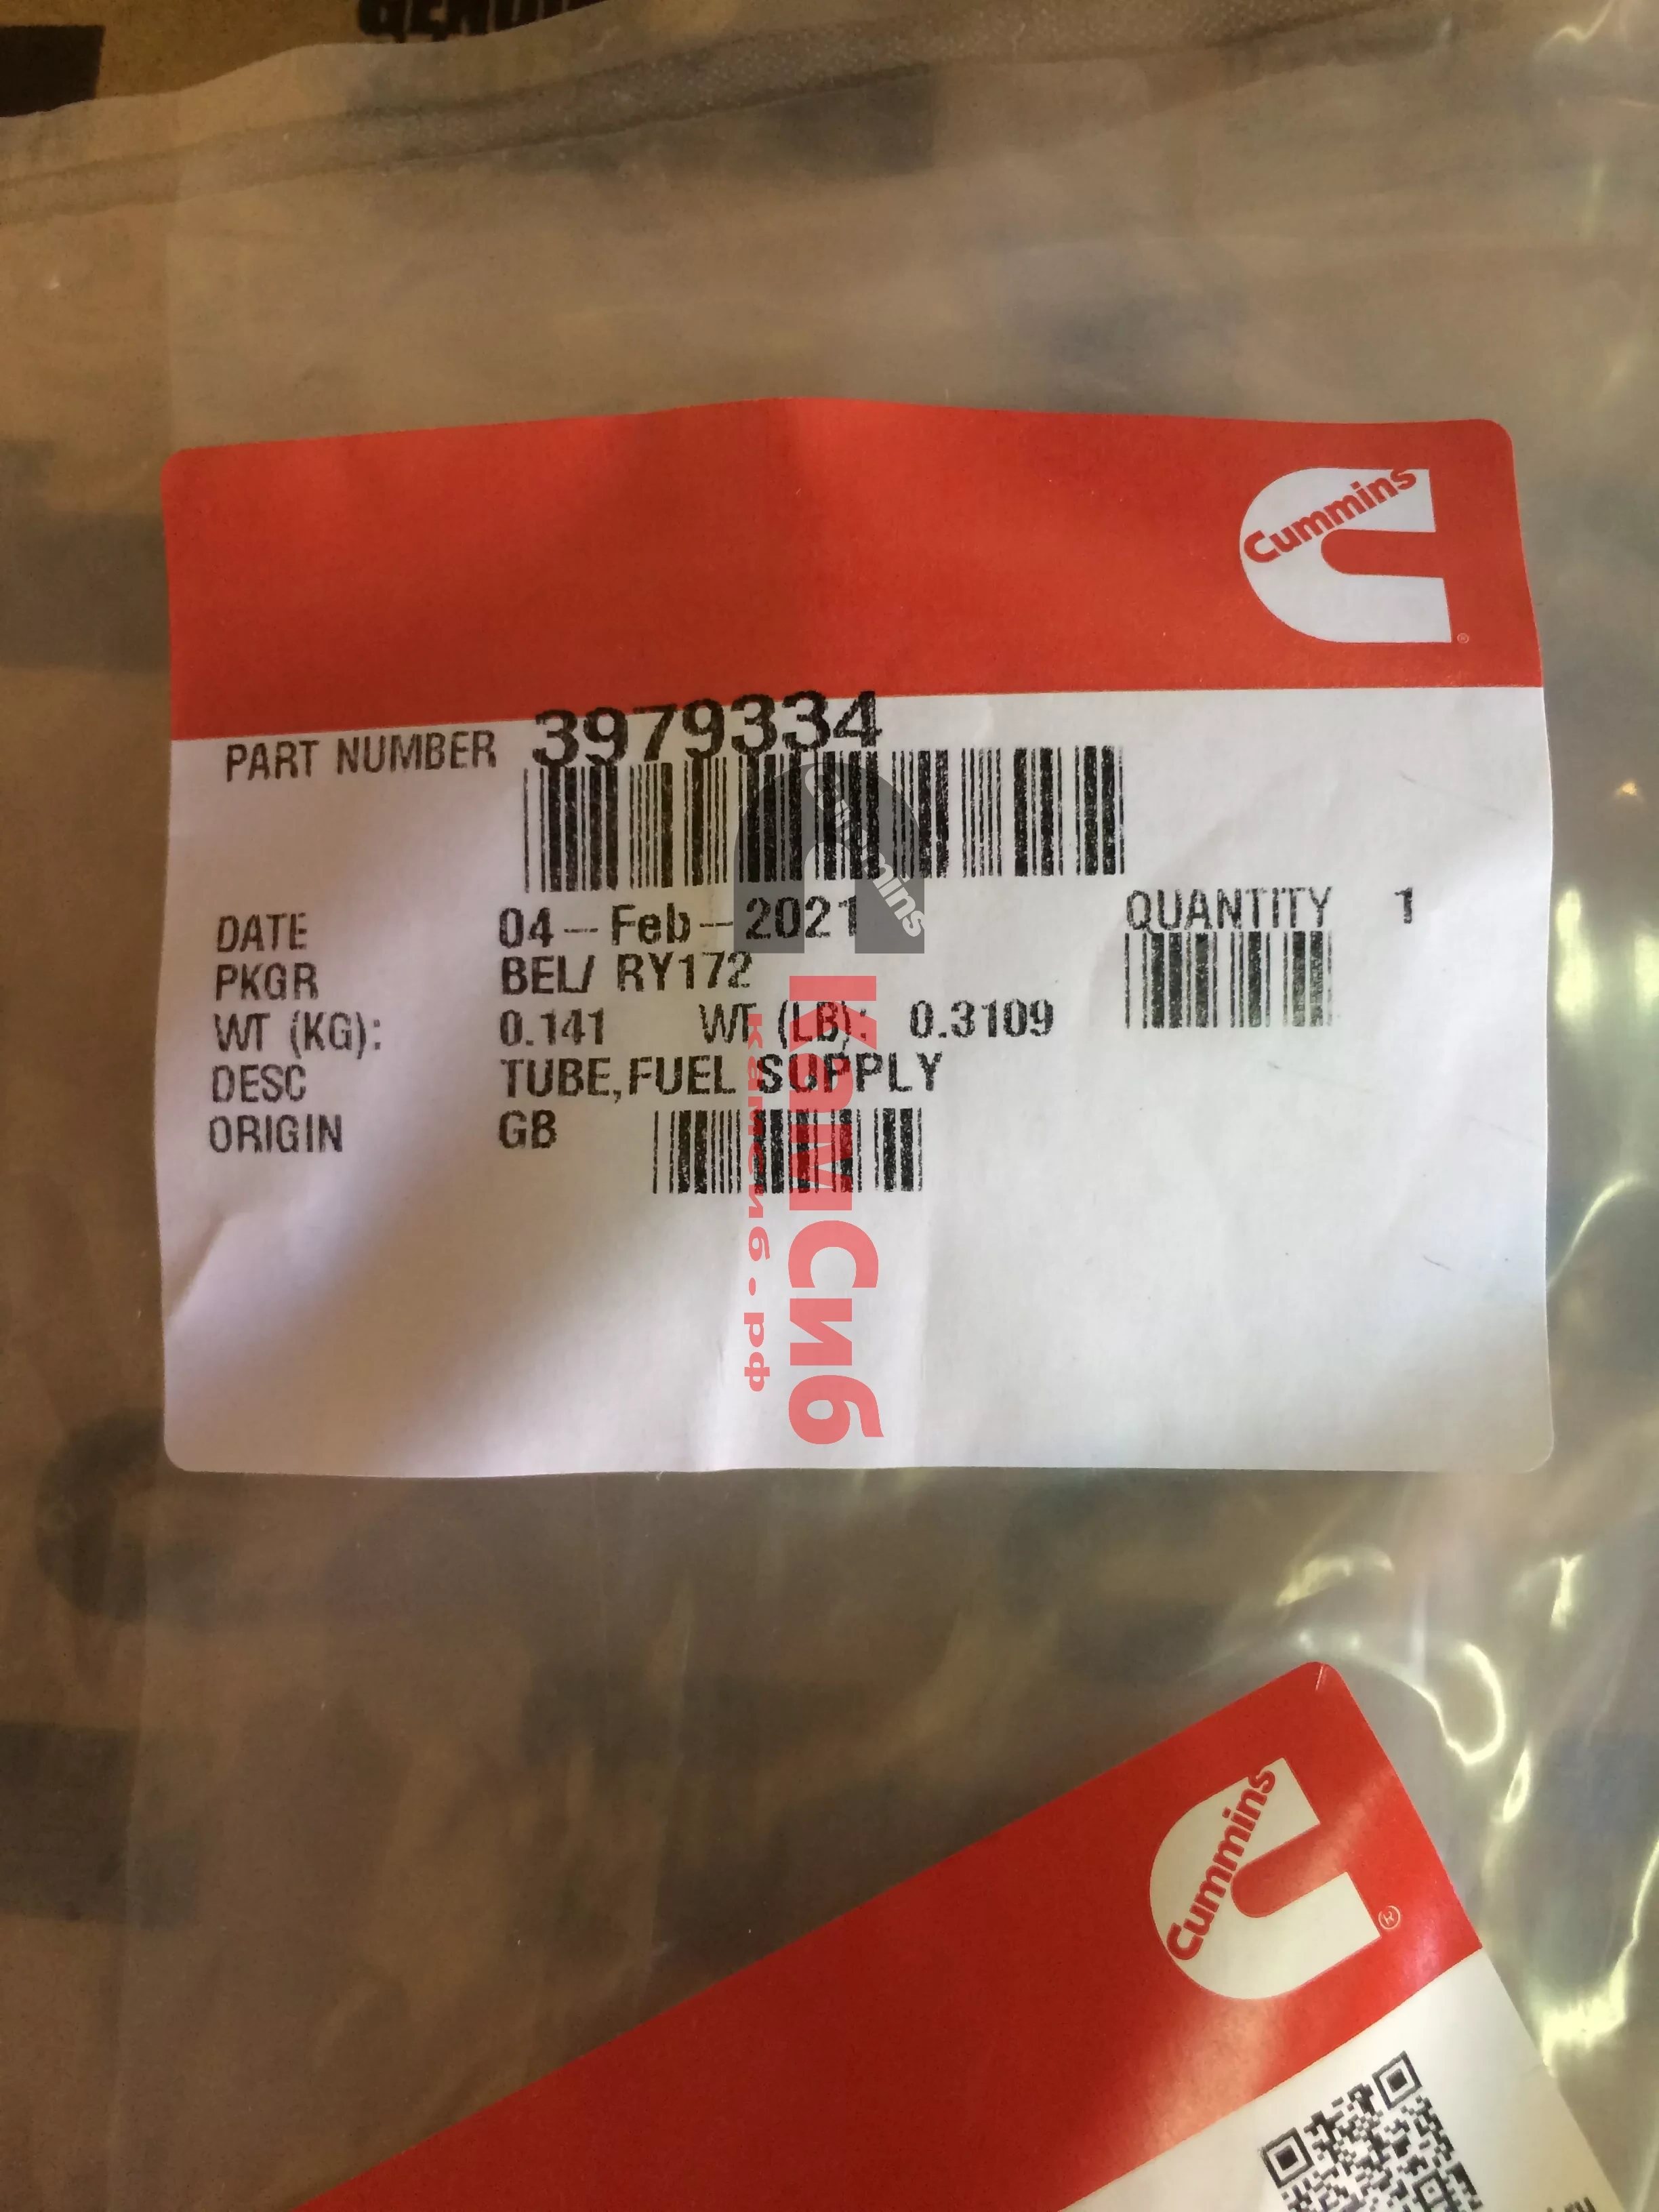 Cummins
®
PART NUMBER 3979334
DATE 04-Feb-2021 QUANTITY 1
PKGR BEL/ RY172
WT (KG): 0.141 WT (LB): 0.3109
DESC TUBE,FUEL SUPPLY
ORIGIN GB
Cummins
КамСиб
камсиб.рф
Cummins
®